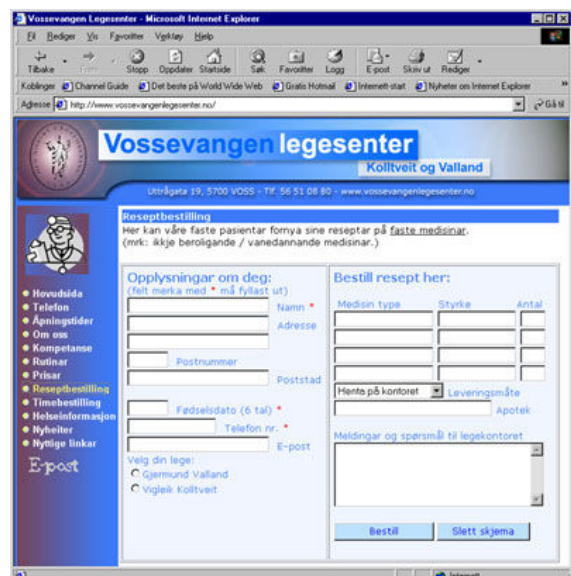 Vossevangen Legesenter - Microsoft Internet Explorer
Fil Rediger Vis Favoritter Verktøy Hjelp
Tilbake Frem Stopp Oppdater Startside Søk Favoritter Logg E-post Skriv ut Rediger
Koblinger Channel Guide Det beste på World Wide Web Gratis Hotmail Internett-start Nyheter om Internet Explorer »
Adresse http://www.vossevangenlegesenter.no/ Gå til
Vossevangen legesenter
Kolltveit og Valland
Uttrågata 19, 5700 VOSS - Tlf. 56 51 08 80 - www.vossevangenlegesenter.no
Hovudsida
Telefon
Åpningstider
Om oss
Kompetanse
Rutinar
Prisar
Reseptbestilling
Timebestilling
Helseinformasjon
Nyheiter
Nyttige linkar
E-post
Reseptbestilling
Her kan våre faste pasientar fornya sine reseptar på faste medisinar.
(mrk: ikkje beroligande / vanedannande medisinar.)
Opplysningar om deg:
(felt merka med * må fyllast ut)
Namn *
Adresse
Postnummer
Poststad
Fødselsdato (6 tal) *
Telefon nr. *
E-post
Velg din lege:
Gjermund Valland
Vigleik Kolltveit
Bestill resept her:
Medisin type Styrke Antal
Henta på kontoret Leveringsmåte
Apotek
Meldingar og spørsmål til legekontoret
Bestill Slett skjema
Internett